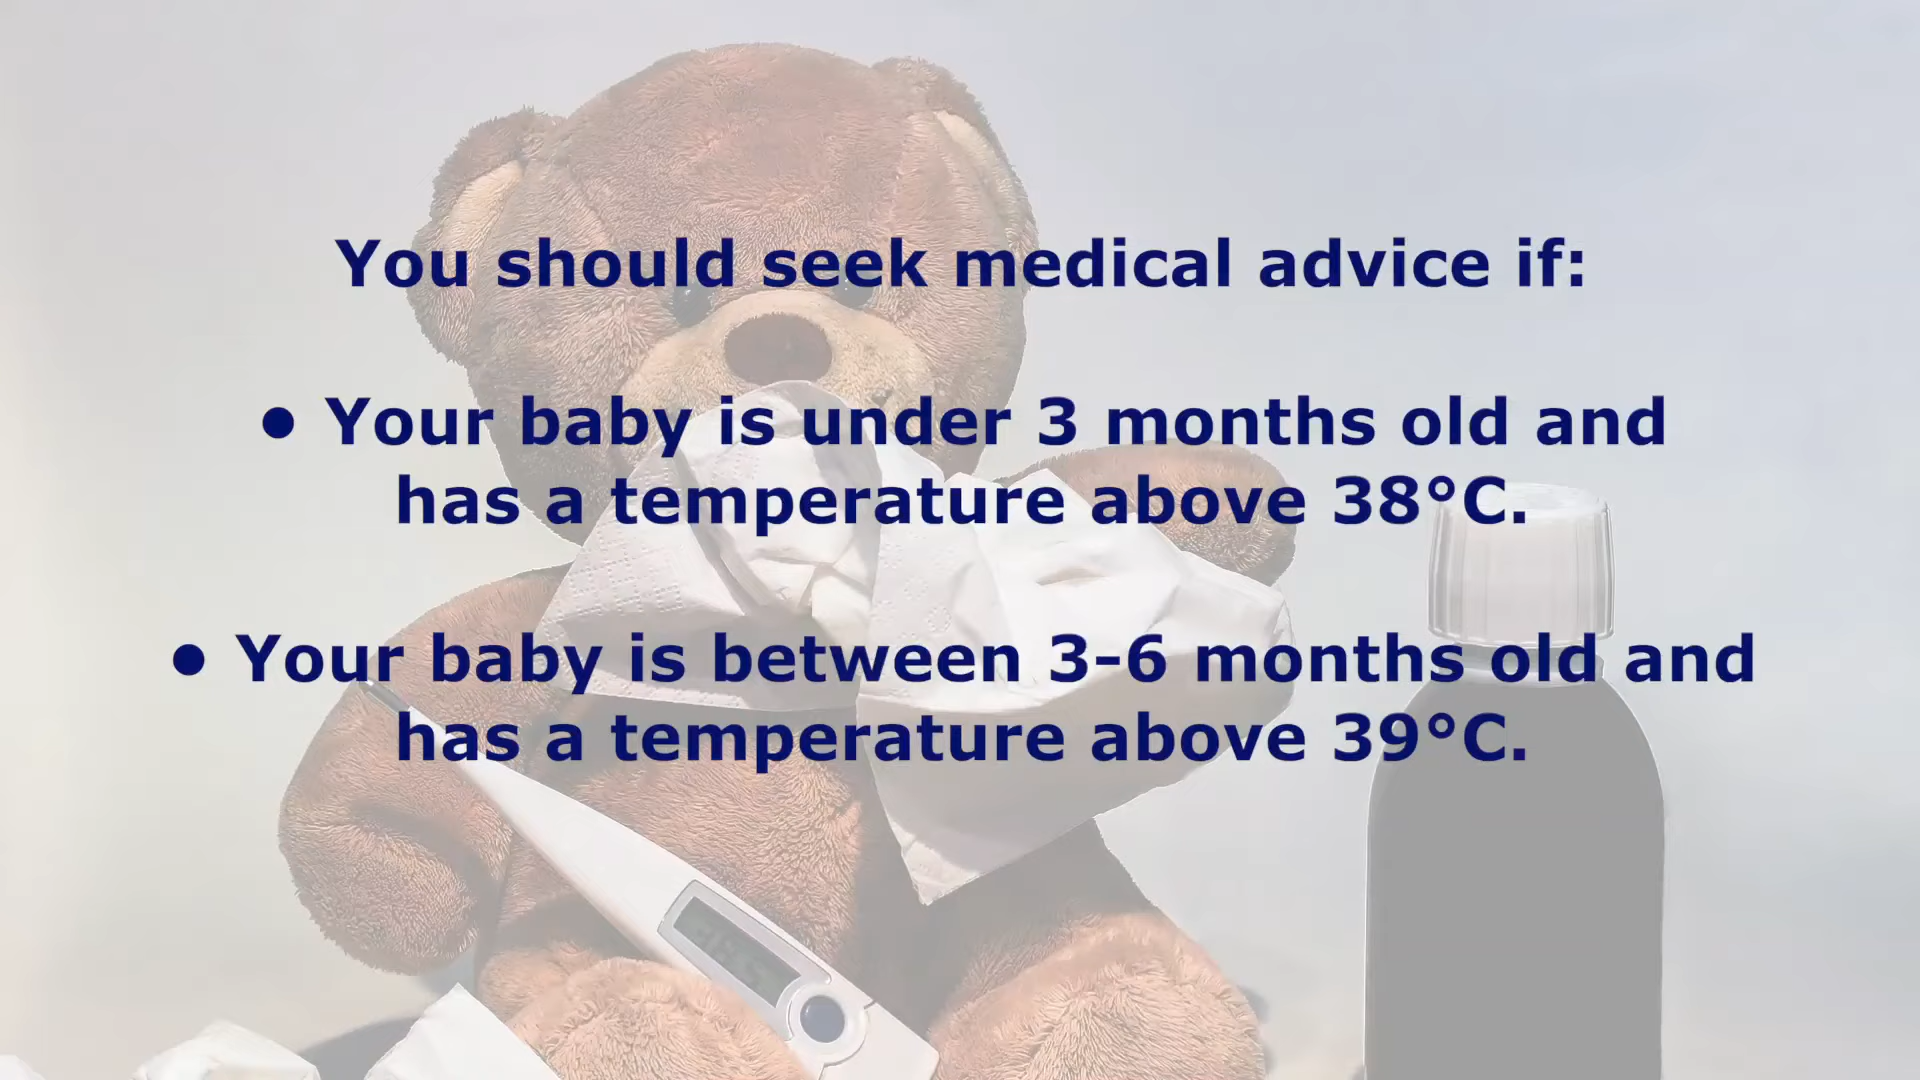 You should seek medical advice if:
● Your baby is under 3 months old and
has a temperature above 38°C.
● Your baby is between 3-6 months old and
has a temperature above 39°C.